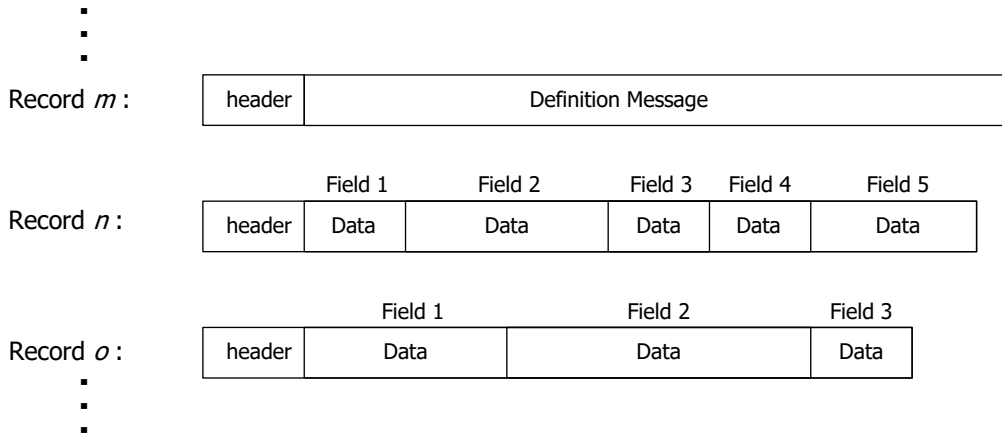 Record m :
header Definition Message
Field 1 Field 2 Field 3 Field 4 Field 5
Record n :
header Data Data Data Data Data
Field 1 Field 2 Field 3
Record o :
header Data Data Data